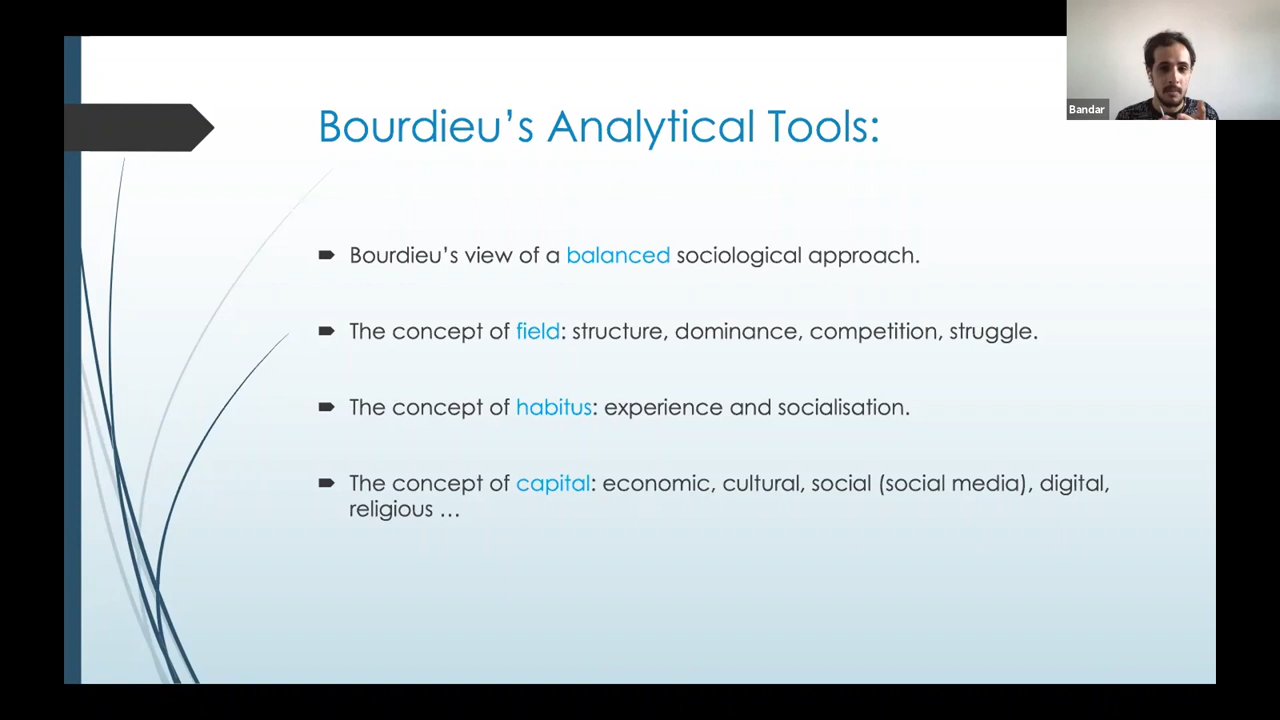 Bandar
Bourdieu’s Analytical Tools:
Bourdieu’s view of a balanced sociological approach.
The concept of field: structure, dominance, competition, struggle.
The concept of habitus: experience and socialisation.
The concept of capital: economic, cultural, social (social media), digital,
religious …